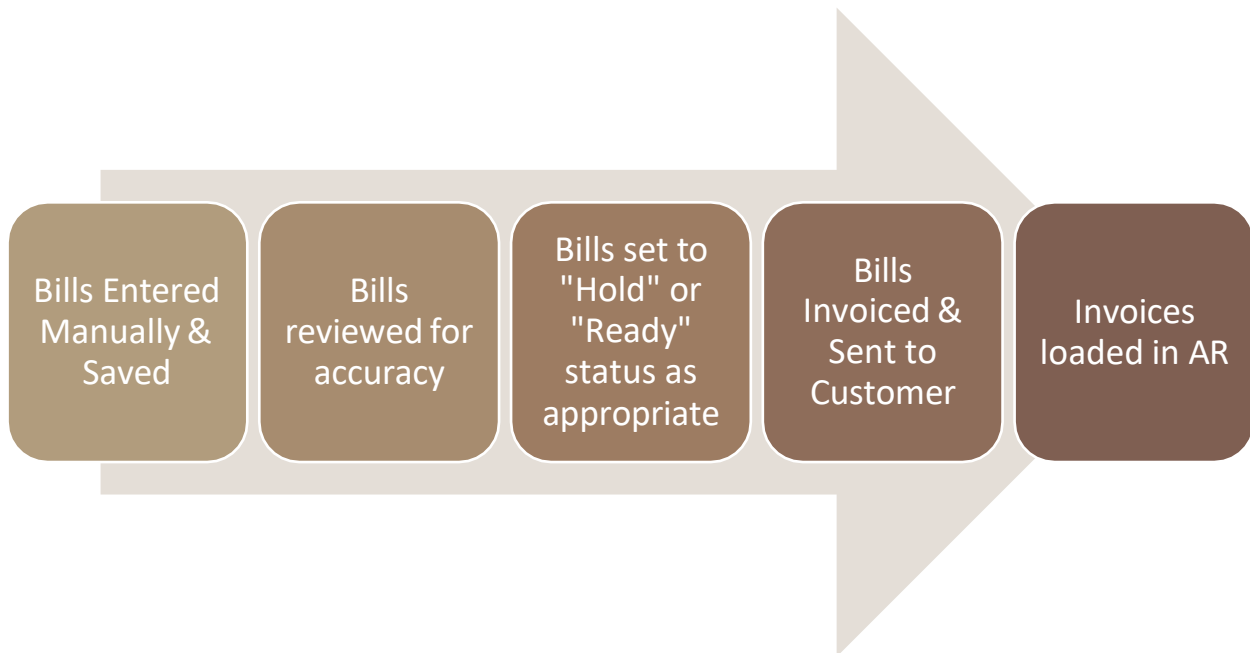 Bills Entered
Manually &
Saved
Bills
reviewed for
accuracy
Bills set to
"Hold" or
"Ready"
status as
appropriate
Bills
Invoiced &
Sent to
Customer
Invoices
loaded in AR